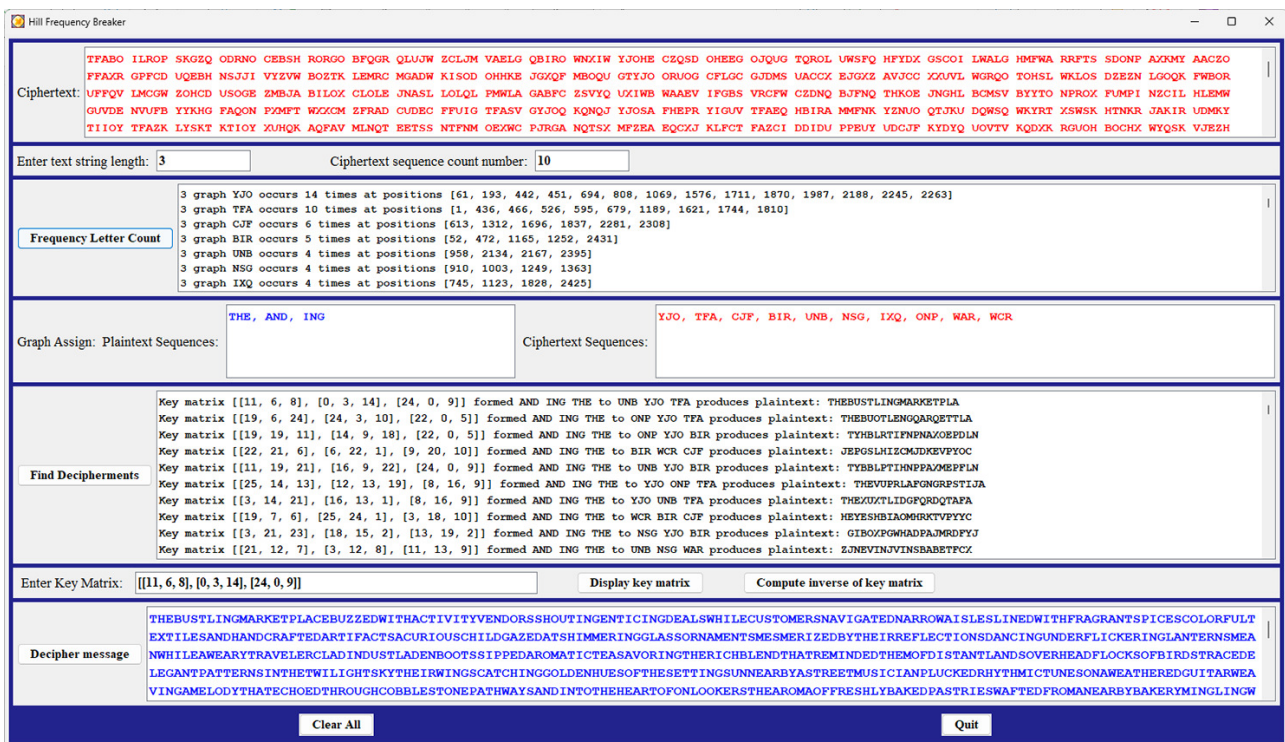 Hill Frequency Breaker
TFABO ILROP SKGZQ ODRNO CEBSH RORGO BFQGR QLUJW ZCLJM VAELG QBIRO WNXIW YJOHE CZQSD OHEEG OJQUG TQROL UWSFQ HFYDX GSCOI LWALG HMFWA RRFTS SDONP AXKMY AACZO
FFAXR GPFCD UQEBH NSJJI VYZVW BOZTK LEMRC MGADW KISOD OHHKE JGXQF MBOQU GTYJO ORUOG CFLGC GJDMS UACCX EJGXZ AVJCC XXUVL WGRQO TOHSL WKLOS DZEZN LGOQK FWBOR
Ciphertext: UFFQV LMCGW ZOHCD USOGE ZMBJA BILOX CLOLE JNASL LOLQL PMWLA GABFC ZSVYQ UXIWB WAAEV IFGBS VRCFW CZDNQ BJFNQ THKOE JNGHL BCMSV BYYTO NPROX FUMPI NZCIL HLEMW
GUVDE NVUFB YYKHG FAQON PXMFT WXXCM ZFRAD CUDEC FFUIG TFASV GYJOQ KQNQJ YJOSA FHEPR YIGUV TFAEQ HBIRA MMFNK YZNUO QTJKU DQWSQ WKYRT XSWSK HTNKR JAKIR UDMKY
TIIOY TFAZK LYSKT KTIOY XUHQK AQFAV MLNQT EETSS NTFNM OEXWC PJRGA NQTSX MFZEA EQCXJ KLFCT FAZCI DDIDU PPEUY UDCJF KYDYQ UOVTV KQDXK RGUOH BOCHX WYQSK VJEZH
Enter text string length: 3 Ciphertext sequence count number: 10
3 graph YJO occurs 14 times at positions [61, 193, 442, 451, 694, 808, 1069, 1576, 1711, 1870, 1987, 2188, 2245, 2263]
3 graph TFA occurs 10 times at positions [1, 436, 466, 526, 595, 679, 1189, 1621, 1744, 1810]
3 graph CJF occurs 6 times at positions [613, 1312, 1696, 1837, 2281, 2308]
Frequency Letter Count 3 graph BIR occurs 5 times at positions [52, 472, 1165, 1252, 2431]
3 graph UNB occurs 4 times at positions [958, 2134, 2167, 2395]
3 graph NSG occurs 4 times at positions [910, 1003, 1249, 1363]
3 graph IXQ occurs 4 times at positions [745, 1123, 1828, 2425]
THE, AND, ING YJO, TFA, CJF, BIR, UNB, NSG, IXQ, ONP, WAR, WCR
Graph Assign: Plaintext Sequences: Ciphertext Sequences:
Key matrix [[11, 6, 8], [0, 3, 14], [24, 0, 9]] formed AND ING THE to UNB YJO TFA produces plaintext: THEBUSTLINGMARKETPLA
Key matrix [[19, 6, 24], [24, 3, 10], [22, 0, 5]] formed AND ING THE to ONP YJO TFA produces plaintext: THEBUOTLENGQARQETTLA
Key matrix [[19, 19, 11], [14, 9, 18], [22, 0, 5]] formed AND ING THE to ONP YJO BIR produces plaintext: TYHBLRTIFNPNAXOEPDLN
Key matrix [[22, 21, 6], [6, 22, 1], [9, 20, 10]] formed AND ING THE to BIR WCR CJF produces plaintext: JEPGSLHIZCMJDKEVPYOC
Key matrix [[11, 19, 21], [16, 9, 22], [24, 0, 9]] formed AND ING THE to UNB YJO BIR produces plaintext: TYBBLPTIHNPPAXMEPFLN
Find Decipherments
Key matrix [[25, 14, 13], [12, 13, 19], [8, 16, 9]] formed AND ING THE to YJO ONP TFA produces plaintext: THEVUPRLAFGNGRPSTIJA
Key matrix [[3, 14, 21], [16, 13, 1], [8, 16, 9]] formed AND ING THE to YJO UNB TFA produces plaintext: THEXUXTLIDGFQRDQTAFA
Key matrix [[19, 7, 6], [25, 24, 1], [3, 18, 10]] formed AND ING THE to WCR BIR CJF produces plaintext: HEYESHBIAOMHRKTVPYYC
Key matrix [[3, 21, 23], [18, 15, 2], [13, 19, 2]] formed AND ING THE to NSG YJO BIR produces plaintext: GIBOXPGWHADPAJMRDFYJ
Key matrix [[21, 12, 7], [3, 12, 8], [11, 13, 9]] formed AND ING THE to UNB NSG WAR produces plaintext: ZJNEVINJVINSBABETFCX
Enter Key Matrix: [[11, 6, 8], [0, 3, 14], [24, 0, 9]] Display key matrix Compute inverse of key matrix
THEBUSTLINGMARKETPLACEBUZZEDWITHACTIVITYVENDORSSHOUTINGENTICINGDEALSWHILECUSTOMERSNAVIGATEDNARROWAISLESLINEDWITHFRAGRANTSPICESCOLORFULT
EXTILESANDHANDCRAFTEDARTIFACTSACURIOUSCHILDGAZEDATSHIMMERINGGLASSORNAMENTSMESMERIZEDBYTHEIRREFLECTIONSDANCINGUNDERFLICKERINGLANTERNSMEA
Decipher message NWHILEAWEARYTRAVELERCLADINDUSTLADENBOOTSSIPPEDAROMATICTEASAVORINGTHERICHBLENDTHATREMINDEDTHEMOFDISTANTLANDSOVERHEADFLOCKSOFBIRDSTRACEDE
LEGANTPATTERNSINTHETWILIGHTSKYTHEIRWINGSCATCHINGGOLDENHUESOFTHESETTINGSUNNEARBYASTREETMUSICIANPLUCKEDRHYTHMICTUNESONAWEATHEREDGUITARWEA
VINGAMELODYTHATECHOEDTHROUGHCOBBLESTONEPATHWAYSANDINTOTHEHEARTOFONLOOKERSTHEAROMAOFFRESHLYBAKEDPASTRIESWAFTEDFROMANEARBYBAKERYMINGLINGW
Clear All Quit